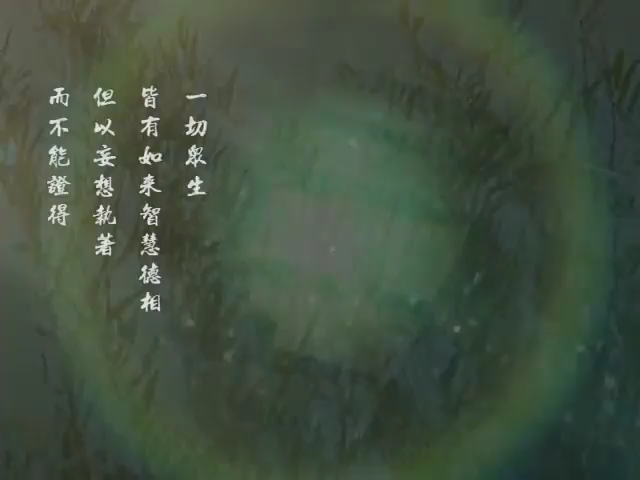 一切眾生
皆有如来智慧德相
但以妄想執著
而不能證得